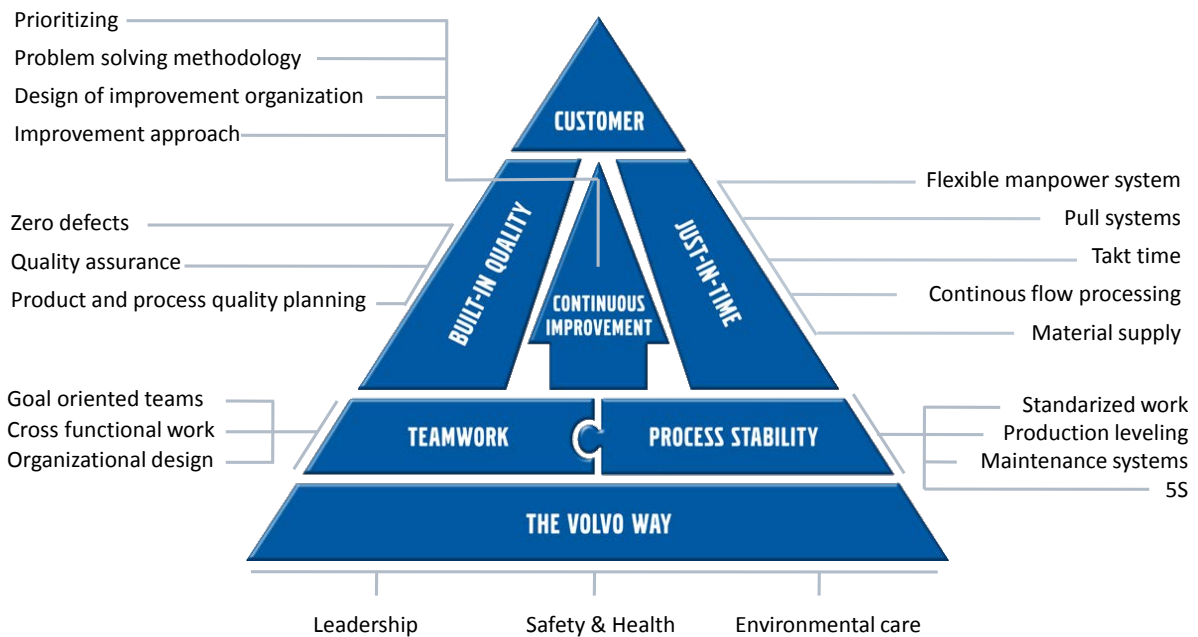 Prioritizing
Problem solving methodology
Design of improvement organization
Improvement approach
CUSTOMER
Zero defects
Quality assurance
Product and process quality planning
BUILT-IN QUALITY
CONTINUOUS
IMPROVEMENT
JUST-IN-TIME
Flexible manpower system
Pull systems
Takt time
Continous flow processing
Material supply
Goal oriented teams
Cross functional work
Organizational design
TEAMWORK
PROCESS STABILITY
Standarized work
Production leveling
Maintenance systems
5S
THE VOLVO WAY
Leadership
Safety & Health
Environmental care